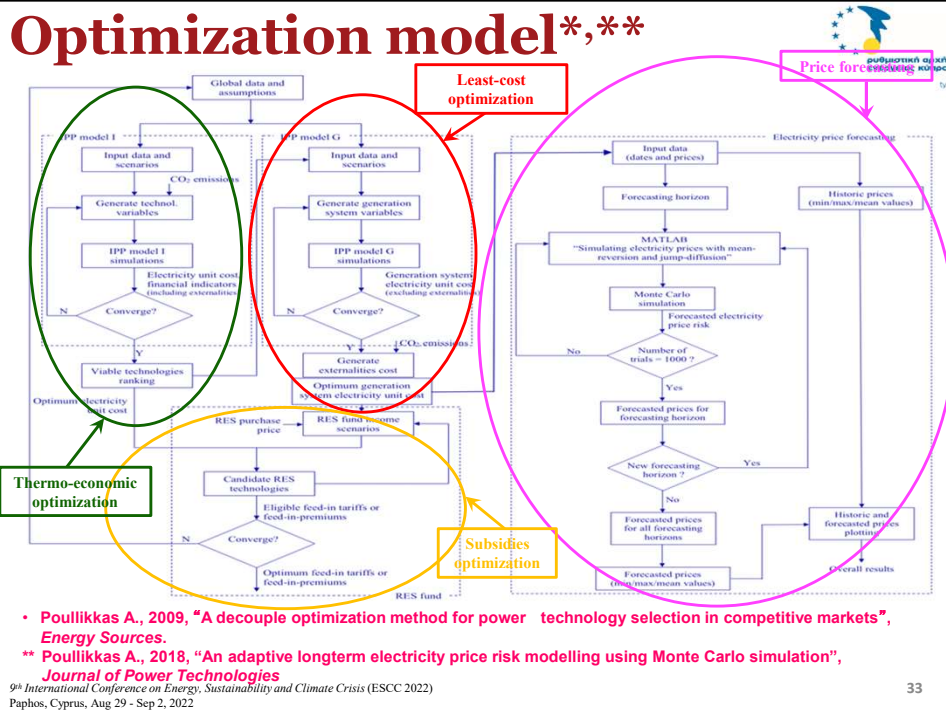 Optimization model*,**
ρυθμιστική αρχή
ενέργειας κύπρο
Price forecasting
Least-cost
optimization
Global data and
assumptions
IPP model I
Input data and
scenarios
CO₂ emissions
Generate technol.
variables
IPP model I
simulations
Electricity unit cost,
financial indicators
(including externalities
Converge?
N
Y
Viable technologies
ranking
Optimum electricity
unit cost
Thermo-economic
optimization
IPP model G
Input data and
scenarios
Generate generation
system variables
IPP model G
simulations
Generation system
electricity unit cost
(excluding externalities
Converge?
N
Y
CO₂ emissions
Generate
externalities cost
Optimum generation
system electricity unit cost
RES purchase
price
RES fund income
scenarios
Candidate RES
technologies
Eligible feed-in tariffs or
feed-in-premiums
Converge?
N
Y
Optimum feed-in tariffs or
feed-in-premiums
RES fund
Subsidies
optimization
Electricity price forecasting
Input data
(dates and prices)
Forecasting horizon
Historic prices
(min/max/mean values)
MATLAB
"Simulating electricity prices with mean-
reversion and jump-diffusion"
Monte Carlo
simulation
Forecasted electricity
price risk
Number of
trials = 1000 ?
No
Yes
Forecasted prices for
forecasting horizon
New forecasting
horizon ?
Yes
No
Forecasted prices
for all forecasting
horizons
Historic and
forecasted prices
plotting
Forecasted prices
(min/max/mean values)
Overall results
• Poullikkas A., 2009, “A decouple optimization method for power technology selection in competitive markets”,
Energy Sources.
** Poullikkas A., 2018, “An adaptive longterm electricity price risk modelling using Monte Carlo simulation”,
Journal of Power Technologies
9th International Conference on Energy, Sustainability and Climate Crisis (ESCC 2022)
Paphos, Cyprus, Aug 29 - Sep 2, 2022
33